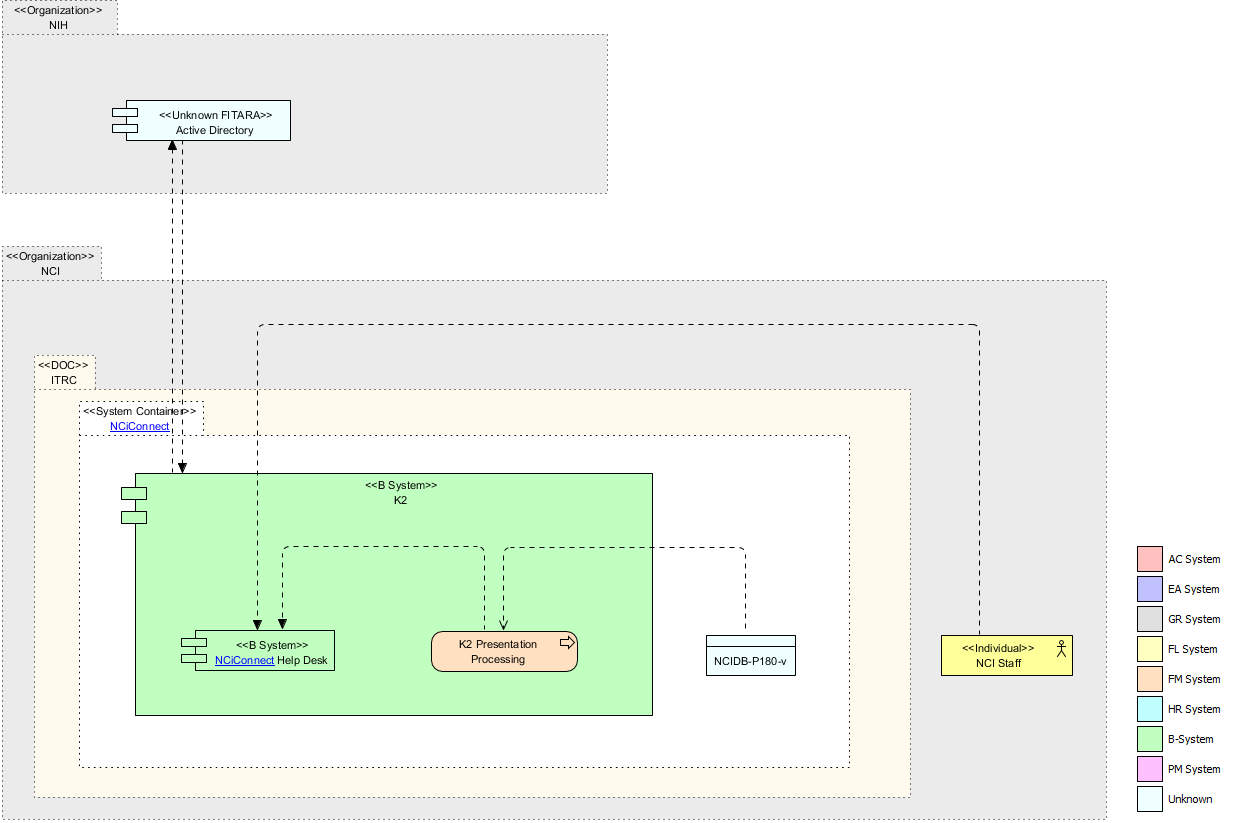 <<Organization>>
NIH
<<Unknown FITARA>>
Active Directory
<<Organization>>
NCI
<<DOC>>
ITRC
<<System Container>>
NCiConnect
<<B System>>
K2
<<B System>>
NCiConnect Help Desk
K2 Presentation
Processing
NCIDB-P180-v
<<Individual>>
NCI Staff
AC System
EA System
GR System
FL System
FM System
HR System
B-System
PM System
Unknown